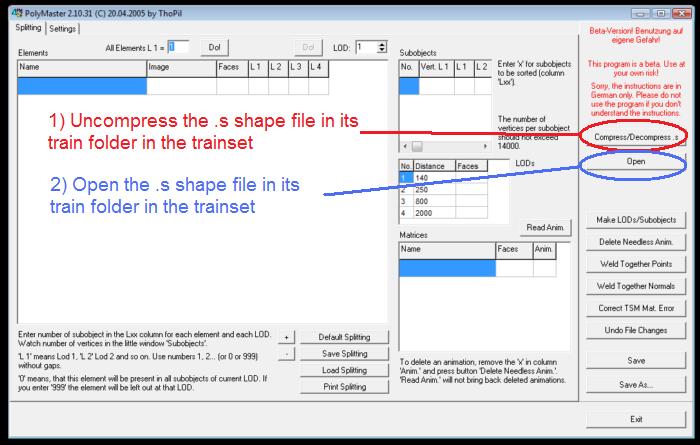 PolyMaster 2.10.31 (C) 20.04.2005 by ThoPil
Splitting Settings
Elements
All Elements L 1 = 1 Do!
Do! LOD: 1
Name Image Faces L 1 L 2 L 3 L 4
1) Uncompress the .s shape file in its
train folder in the trainset
2) Open the .s shape file in its
train folder in the trainset
Subobjects
No. Vert. L 1 L 1 L 2
Enter 'x' for subobjects
to be sorted (column
'Lxx').
The number of
vertices per subobject
should not exceed
14000.
No. Distance Faces
LODs
1 140
2 250
3 800
4 2000
Read Anim.
Matrices
Name Faces Anim.
To delete an animation, remove the 'x' in column
'Anim.' and press button 'Delete Needless Anim.'.
'Read Anim.' will not bring back deleted animations.
Enter number of subobject in the Lxx column for each element and each LOD.
Watch number of vertices in the little window 'Subobjects'.
'L 1' means Lod 1, 'L 2' Lod 2 and so on. Use numbers 1, 2... (or 0 or 999)
without gaps.
'0' means, that this element will be present in all subobjects of current LOD. If
you enter '999' the element will be left out at that LOD.
+
-
Default Splitting
Save Splitting
Load Splitting
Print Splitting
Beta-Version! Benutzung auf
eigene Gefahr!
This program is a beta. Use at
your own risk!
Sorry, the instructions are in
German only. Please do not
use the program if you don't
understand the instructions.
Compress/Decompress .s
Open
Make LODs/Subobjects
Delete Needless Anim.
Weld Together Points
Weld Together Normals
Correct TSM Mat. Error
Undo File Changes
Save
Save As...
Exit